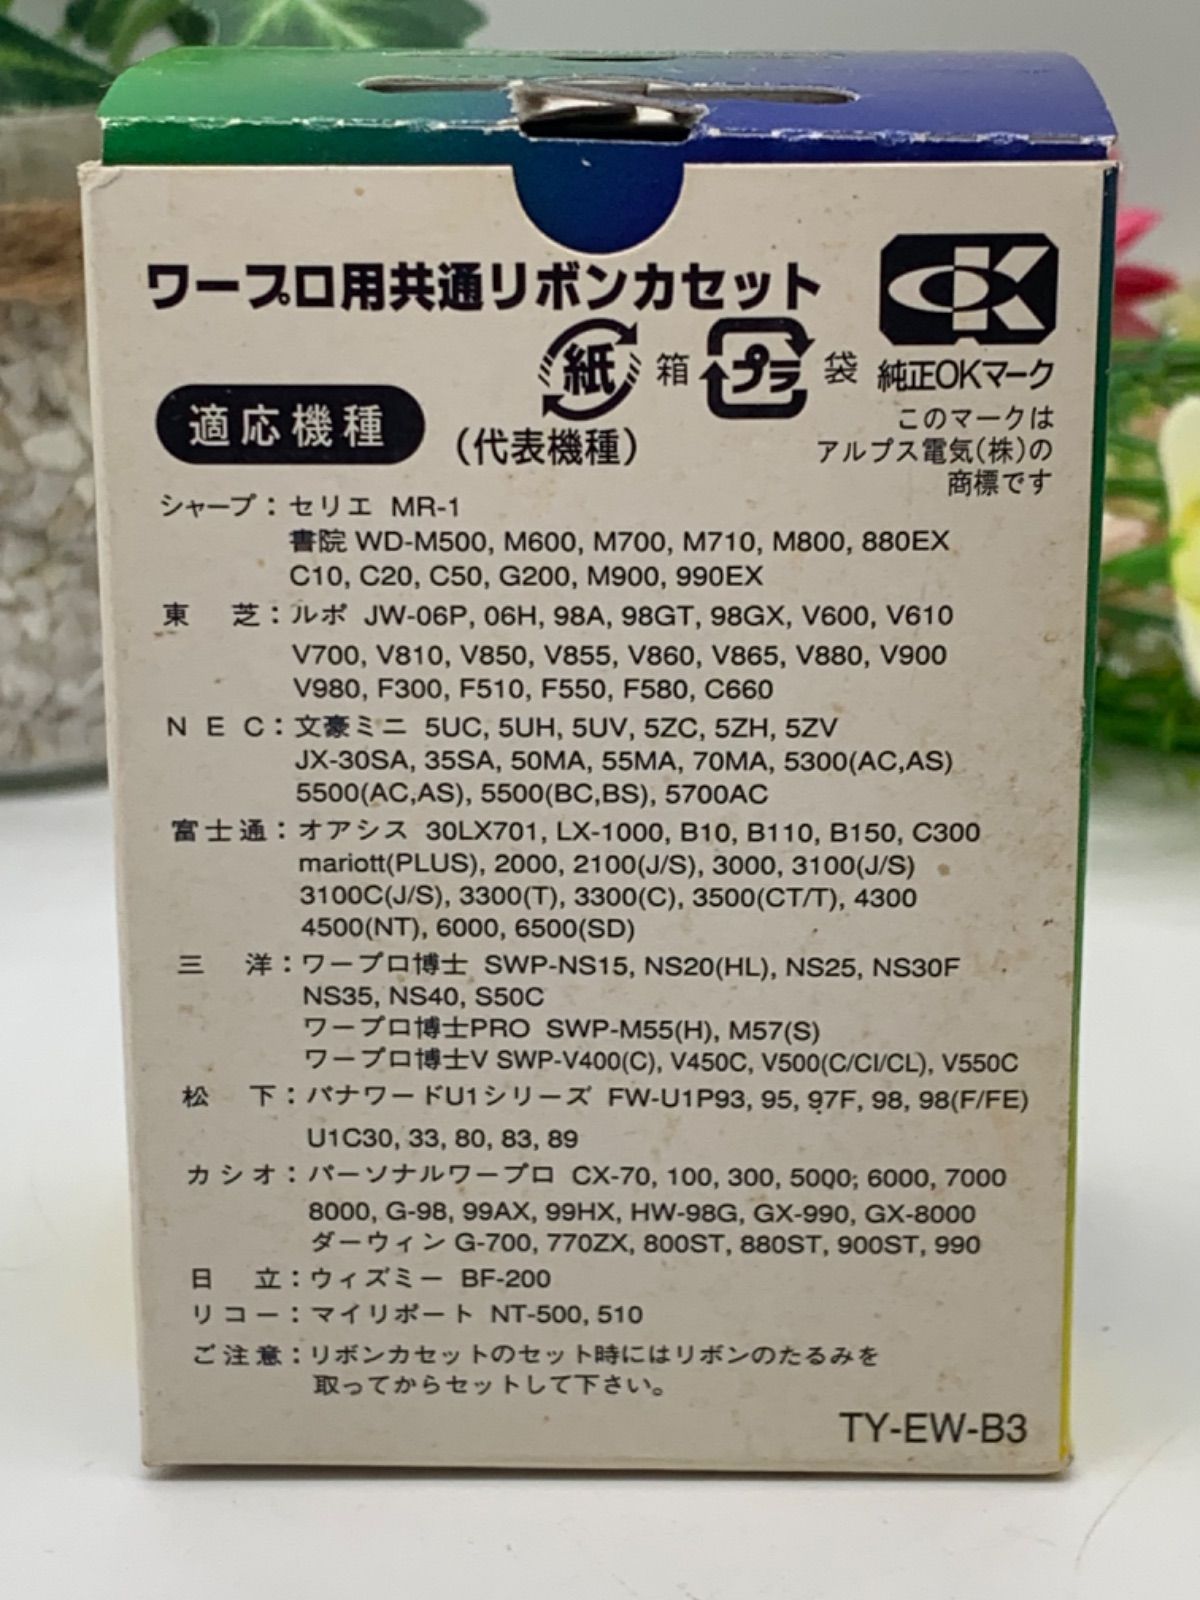 ワープロ用共通リボンカセット
OK
紙 箱 プラ 袋
純正OKマーク
このマークは
アルプス電気(株)の
商標です
適応機種 (代表機種)
シャープ：セリエ MR-1
書院 WD-M500, M600, M700, M710, M800, 880EX
C10, C20, C50, G200, M900, 990EX
東芝：ルポ JW-06P, 06H, 98A, 98GT, 98GX, V600, V610
V700, V810, V850, V855, V860, V865, V880, V900
V980, F300, F510, F550, F580, C660
NEC：文豪ミニ 5UC, 5UH, 5UV, 5ZC, 5ZH, 5ZV
JX-30SA, 35SA, 50MA, 55MA, 70MA, 5300(AC,AS)
5500(AC,AS), 5500(BC,BS), 5700AC
富士通：オアシス 30LX701, LX-1000, B10, B110, B150, C300
mariott(PLUS), 2000, 2100(J/S), 3000, 3100(J/S)
3100C(J/S), 3300(T), 3300(C), 3500(CT/T), 4300
4500(NT), 6000, 6500(SD)
三洋：ワープロ博士 SWP-NS15, NS20(HL), NS25, NS30F
NS35, NS40, S50C
ワープロ博士PRO SWP-M55(H), M57(S)
ワープロ博士V SWP-V400(C), V450C, V500(C/CI/CL), V550C
松下：パナワードU1シリーズ FW-U1P93, 95, 97F, 98, 98(F/FE)
U1C30, 33, 80, 83, 89
カシオ：パーソナルワープロ CX-70, 100, 300, 5000, 6000, 7000
8000, G-98, 99AX, 99HX, HW-98G, GX-990, GX-8000
ダーウィン G-700, 770ZX, 800ST, 880ST, 900ST, 990
日立：ウィズミー BF-200
リコー：マイリポート NT-500, 510
ご注意：リボンカセットのセット時にはリボンのたるみを
取ってからセットして下さい。
TY-EW-B3